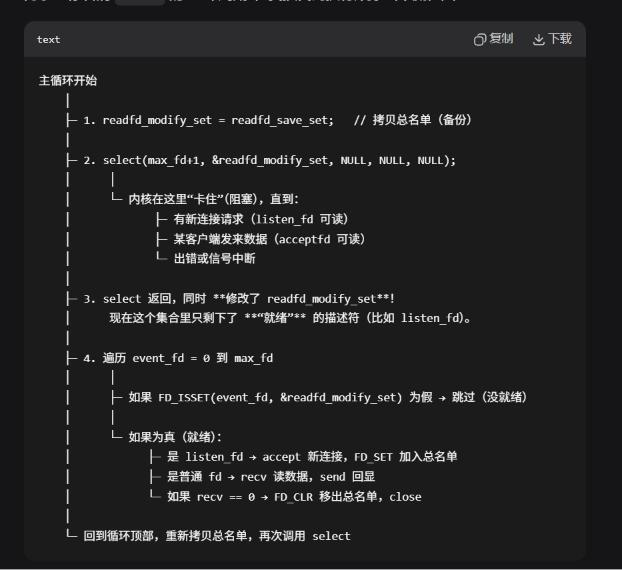 text
复制
下载
主循环开始
│
├─ 1. readfd_modify_set = readfd_save_set;   // 拷贝总名单（备份）
│
├─ 2. select(max_fd+1, &readfd_modify_set, NULL, NULL, NULL);
│     │
│     └─ 内核在这里“卡住”（阻塞），直到：
│           ├─ 有新连接请求（listen_fd 可读）
│           ├─ 某客户端发来数据（acceptfd 可读）
│           └─ 出错或信号中断
│
├─ 3. select 返回，同时 **修改了 readfd_modify_set**！
│     现在这个集合里只剩下了 **“就绪”** 的描述符（比如 listen_fd）。
│
├─ 4. 遍历 event_fd = 0 到 max_fd
│     │
│     ├─ 如果 FD_ISSET(event_fd, &readfd_modify_set) 为假 → 跳过（没就绪）
│     │
│     └─ 如果为真（就绪）：
│           ├─ 是 listen_fd → accept 新连接，FD_SET 加入总名单
│           ├─ 是普通 fd → recv 读数据，send 回显
│           └─ 如果 recv == 0 → FD_CLR 移出总名单，close
│
└─ 回到循环顶部，重新拷贝总名单，再次调用 select